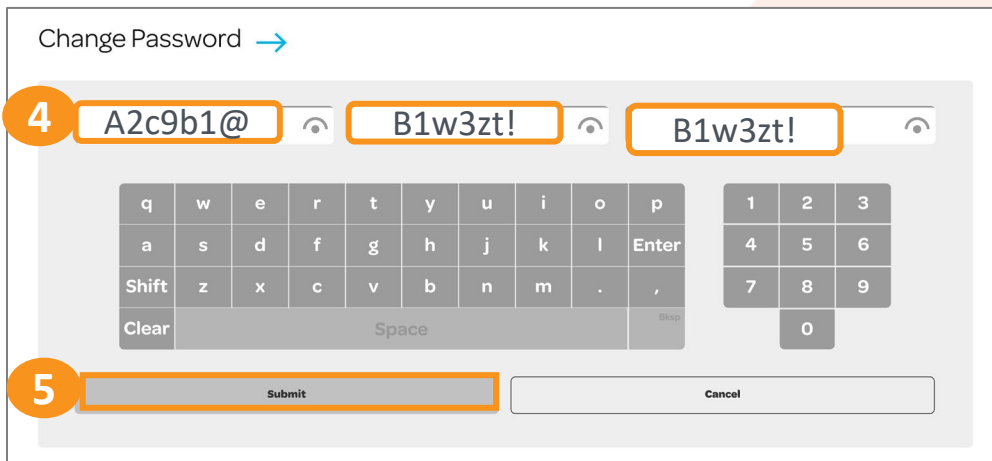 Change Password →
4 A2c9b1@ B1w3zt! B1w3zt!
q w e r t y u i o p 1 2 3
a s d f g h j k l Enter 4 5 6
Shift z x c v b n m . , 7 8 9
Clear Space Bksp 0
5 Submit Cancel